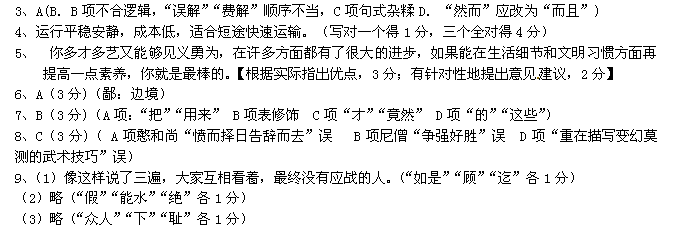 3、A(B. B项不合逻辑，“误解”“费解”顺序不当，C项句式杂糅D. “然而”应改为“而且”)
4、运行平稳安静，成本低，适合短途快速运输。（写对一个得1分，三个全对得4分）
5、 你多才多艺又能够见义勇为，在许多方面都有了很大的进步，如果能在生活细节和文明习惯方面再
提高一点素养，你就是最棒的。【根据实际指出优点，3分；有针对性地提出意见建议，2分】
6、A（3分）（鄙：边境）
7、B（3分）（A项：“把”“用来” B项表修饰 C项“才”“竟然” D项“的”“这些”）
8、C（3分）（ A项憨和尚“愤而择日告辞而去”误 B项尼僧“争强好胜”误 D项“重在描写变幻莫
测的武术技巧”误）
9、（1）像这样说了三遍，大家互相看着，最终没有应战的人。（“如是”“顾”“迄”各1分）
（2）略（“假”“能水”“绝”各1分）
（3）略（“众人”“下”“耻”各1分）